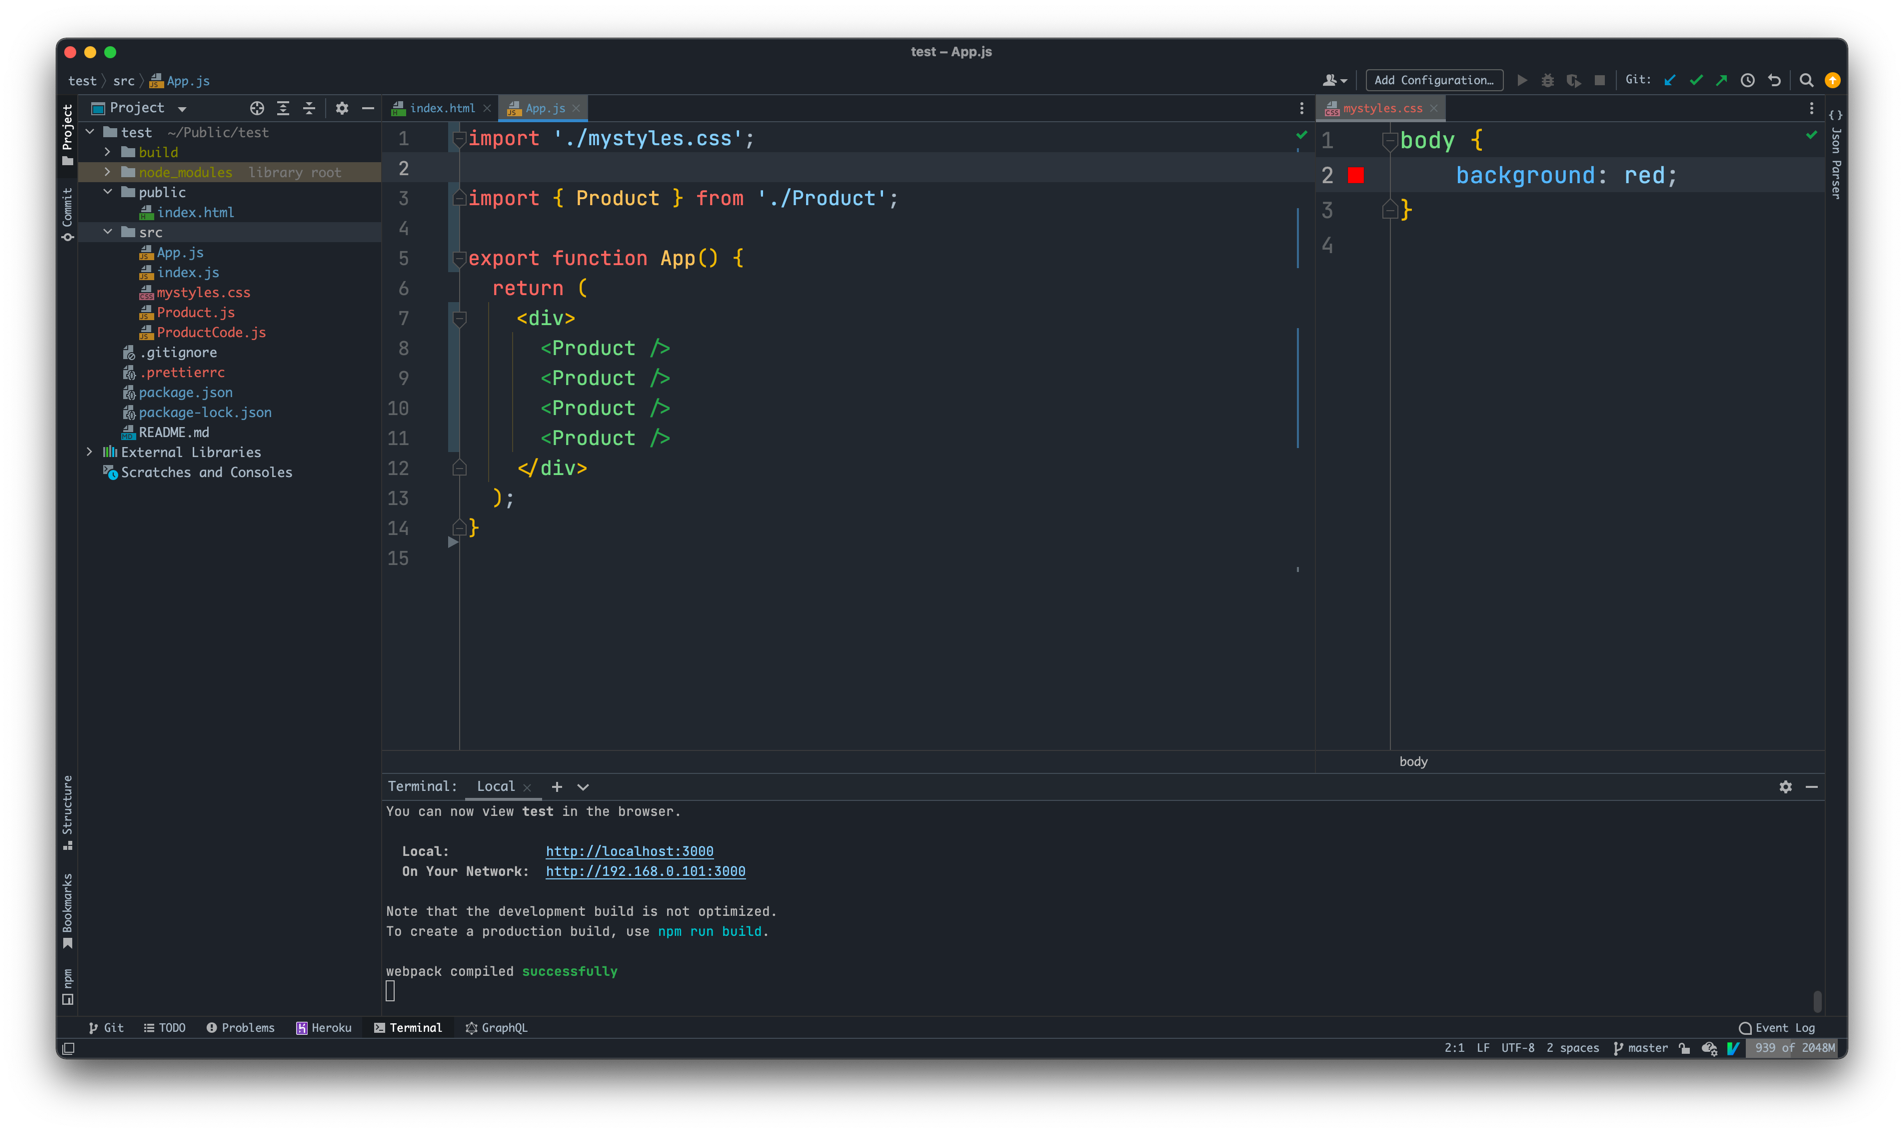 test – App.js
test src App.js
Add Configuration... Git:
Project
index.html App.js mystyles.css
Project
Commit
Structure
Bookmarks
npm
Json Parser
test ~/Public/test
build
node_modules library root
public
index.html
src
App.js
index.js
mystyles.css
Product.js
ProductCode.js
.gitignore
.prettierrc
package.json
package-lock.json
README.md
External Libraries
Scratches and Consoles
1 import './mystyles.css';
2
3 import { Product } from './Product';
4
5 export function App() {
6 return (
7 <div>
8 <Product />
9 <Product />
10 <Product />
11 <Product />
12 </div>
13 );
14 }
15
1 body {
2 background: red;
3 }
4
body
Terminal: Local
You can now view test in the browser.
Local: http://localhost:3000
On Your Network: http://192.168.0.101:3000
Note that the development build is not optimized.
To create a production build, use npm run build.
webpack compiled successfully
Git TODO Problems Heroku Terminal GraphQL Event Log
2:1 LF UTF-8 2 spaces master 939 of 2048M